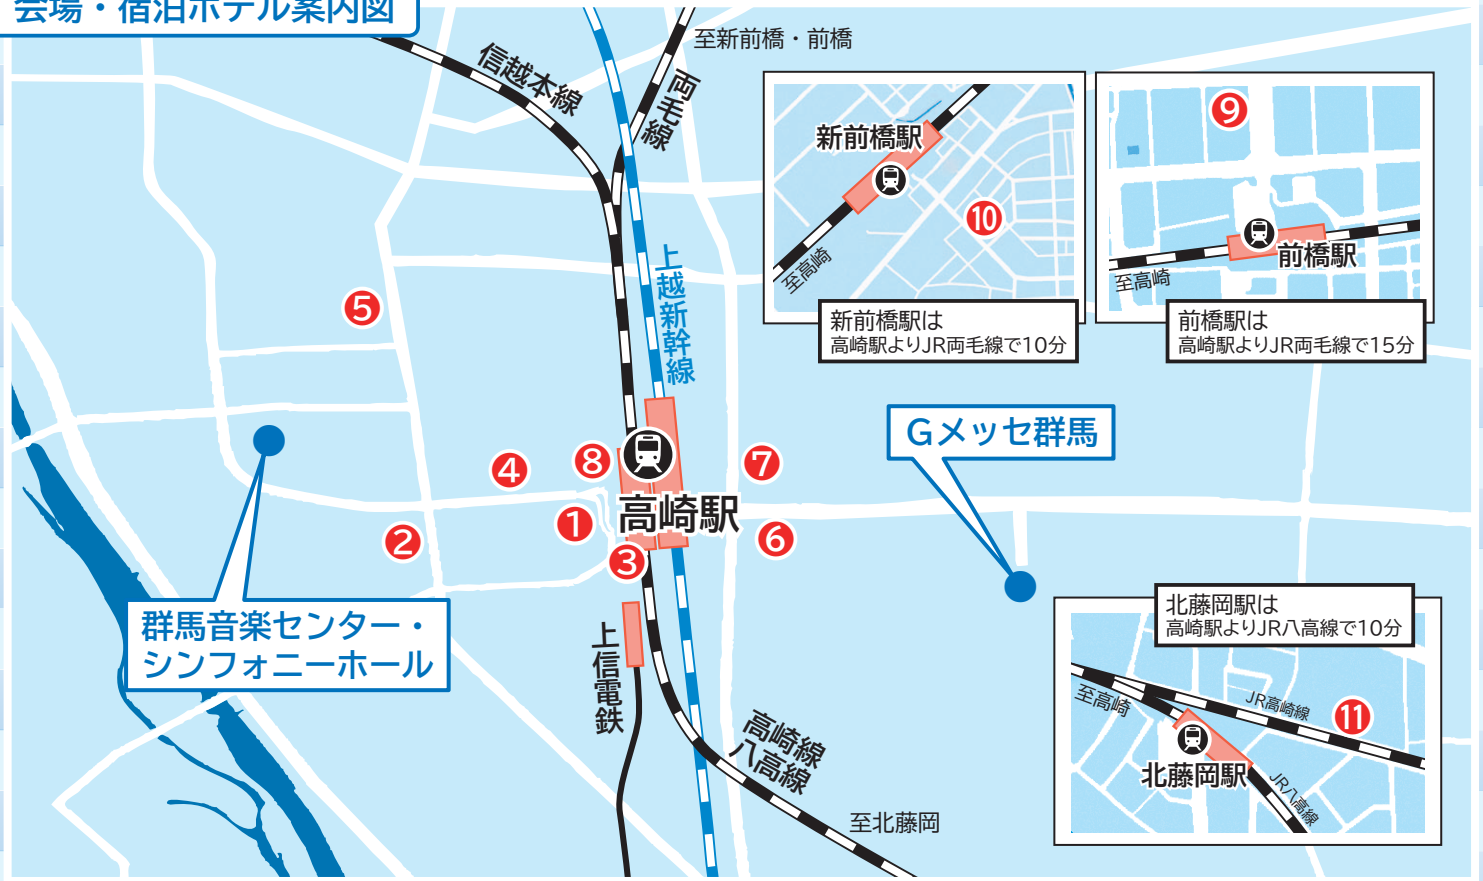 会場・宿泊ホテル案内図
至新前橋・前橋
信越本線
両毛線
上越新幹線
新前橋駅
至高崎
10
新前橋駅は
高崎駅よりJR両毛線で10分
9
前橋駅
至高崎
前橋駅は
高崎駅よりJR両毛線で15分
5
Gメッセ群馬
4
8
7
高崎駅
1
2
6
3
群馬音楽センター・
シンフォニーホール
上信電鉄
高崎線
八高線
至北藤岡
北藤岡駅は
高崎駅よりJR八高線で10分
至高崎
JR高崎線
11
北藤岡駅
JR八高線